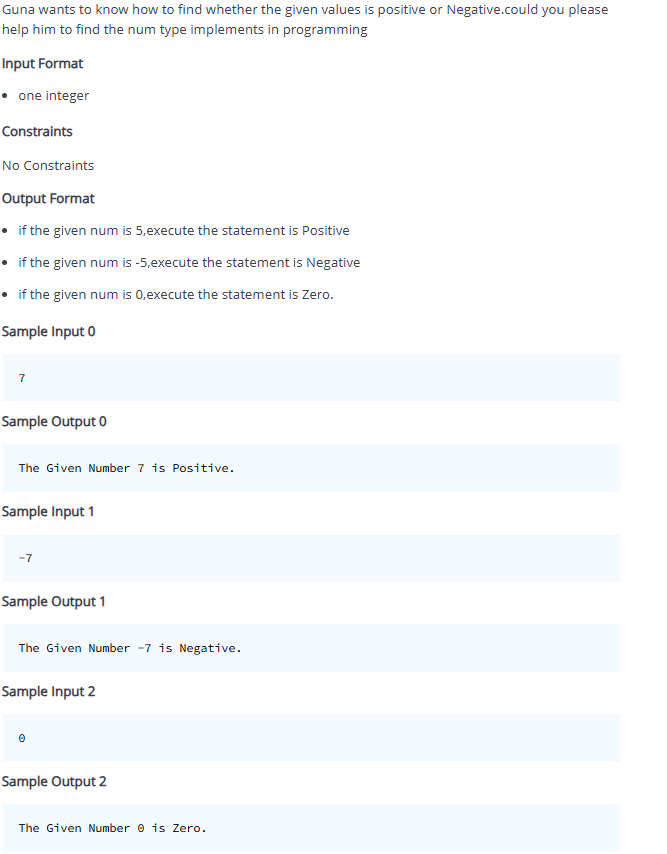 Guna wants to know how to find whether the given values is positive or Negative.could you please
help him to find the num type implements in programming
Input Format
• one integer
Constraints
No Constraints
Output Format
• if the given num is 5,execute the statement is Positive
• if the given num is -5,execute the statement is Negative
• if the given num is 0,execute the statement is Zero.
Sample Input 0
7
Sample Output 0
The Given Number 7 is Positive.
Sample Input 1
-7
Sample Output 1
The Given Number -7 is Negative.
Sample Input 2
0
Sample Output 2
The Given Number 0 is Zero.